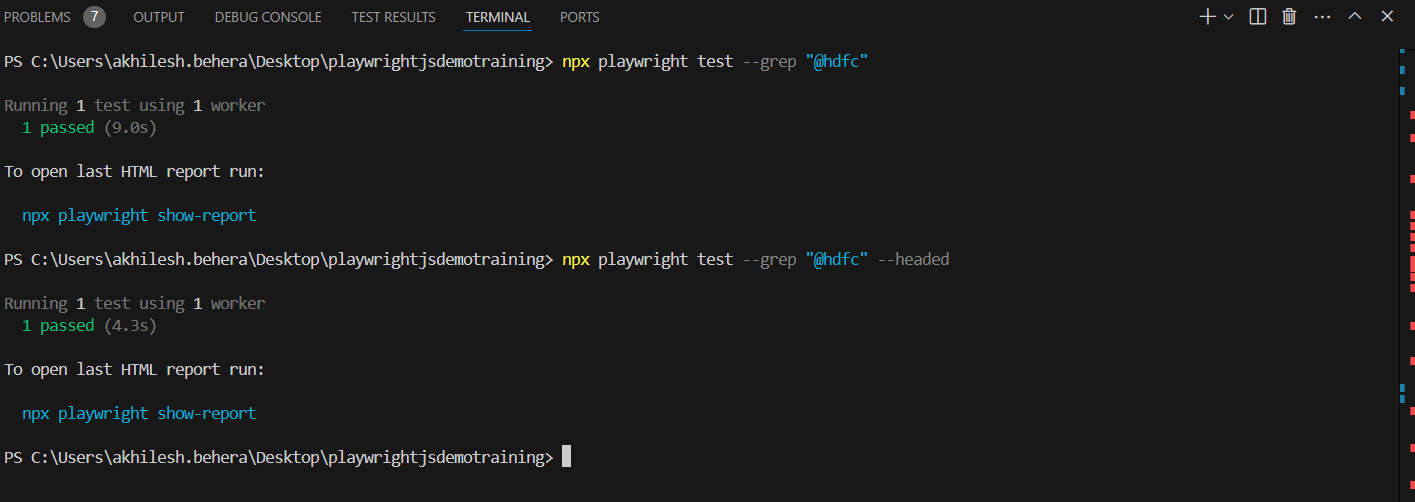 PROBLEMS 7 OUTPUT DEBUG CONSOLE TEST RESULTS TERMINAL PORTS
PS C:\Users\akhilesh.behera\Desktop\playwrightjsdemotraining> npx playwright test --grep "@hdfc"
Running 1 test using 1 worker
1 passed (9.0s)
To open last HTML report run:
npx playwright show-report
PS C:\Users\akhilesh.behera\Desktop\playwrightjsdemotraining> npx playwright test --grep "@hdfc" --headed
Running 1 test using 1 worker
1 passed (4.3s)
To open last HTML report run:
npx playwright show-report
PS C:\Users\akhilesh.behera\Desktop\playwrightjsdemotraining>